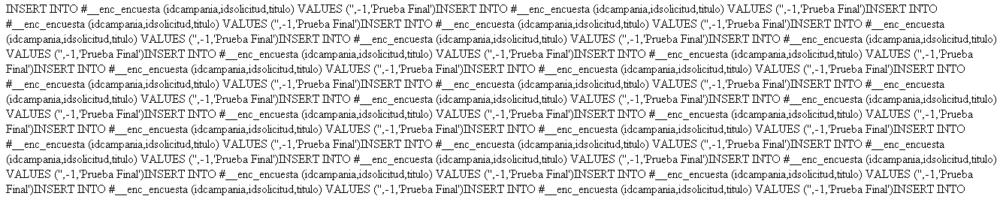 INSERT INTO #__enc_encuesta (idcampania,idsolicitud,titulo) VALUES ('',-1,'Prueba Final')INSERT INTO #__enc_encuesta (idcampania,idsolicitud,titulo) VALUES ('',-1,'Prueba Final')INSERT INTO
#__enc_encuesta (idcampania,idsolicitud,titulo) VALUES ('',-1,'Prueba Final')INSERT INTO #__enc_encuesta (idcampania,idsolicitud,titulo) VALUES ('',-1,'Prueba Final')INSERT INTO #__enc_encuesta
(idcampania,idsolicitud,titulo) VALUES ('',-1,'Prueba Final')INSERT INTO #__enc_encuesta (idcampania,idsolicitud,titulo) VALUES ('',-1,'Prueba Final')INSERT INTO #__enc_encuesta (idcampania,idsolicitud,titulo)
VALUES ('',-1,'Prueba Final')INSERT INTO #__enc_encuesta (idcampania,idsolicitud,titulo) VALUES ('',-1,'Prueba Final')INSERT INTO #__enc_encuesta (idcampania,idsolicitud,titulo) VALUES ('',-1,'Prueba
Final')INSERT INTO #__enc_encuesta (idcampania,idsolicitud,titulo) VALUES ('',-1,'Prueba Final')INSERT INTO #__enc_encuesta (idcampania,idsolicitud,titulo) VALUES ('',-1,'Prueba Final')INSERT INTO
#__enc_encuesta (idcampania,idsolicitud,titulo) VALUES ('',-1,'Prueba Final')INSERT INTO #__enc_encuesta (idcampania,idsolicitud,titulo) VALUES ('',-1,'Prueba Final')INSERT INTO #__enc_encuesta
(idcampania,idsolicitud,titulo) VALUES ('',-1,'Prueba Final')INSERT INTO #__enc_encuesta (idcampania,idsolicitud,titulo) VALUES ('',-1,'Prueba Final')INSERT INTO #__enc_encuesta (idcampania,idsolicitud,titulo)
VALUES ('',-1,'Prueba Final')INSERT INTO #__enc_encuesta (idcampania,idsolicitud,titulo) VALUES ('',-1,'Prueba Final')INSERT INTO #__enc_encuesta (idcampania,idsolicitud,titulo) VALUES ('',-1,'Prueba
Final')INSERT INTO #__enc_encuesta (idcampania,idsolicitud,titulo) VALUES ('',-1,'Prueba Final')INSERT INTO #__enc_encuesta (idcampania,idsolicitud,titulo) VALUES ('',-1,'Prueba Final')INSERT INTO
#__enc_encuesta (idcampania,idsolicitud,titulo) VALUES ('',-1,'Prueba Final')INSERT INTO #__enc_encuesta (idcampania,idsolicitud,titulo) VALUES ('',-1,'Prueba Final')INSERT INTO #__enc_encuesta
(idcampania,idsolicitud,titulo) VALUES ('',-1,'Prueba Final')INSERT INTO #__enc_encuesta (idcampania,idsolicitud,titulo) VALUES ('',-1,'Prueba Final')INSERT INTO #__enc_encuesta (idcampania,idsolicitud,titulo)
VALUES ('',-1,'Prueba Final')INSERT INTO #__enc_encuesta (idcampania,idsolicitud,titulo) VALUES ('',-1,'Prueba Final')INSERT INTO #__enc_encuesta (idcampania,idsolicitud,titulo) VALUES ('',-1,'Prueba
Final')INSERT INTO #__enc_encuesta (idcampania,idsolicitud,titulo) VALUES ('',-1,'Prueba Final')INSERT INTO #__enc_encuesta (idcampania,idsolicitud,titulo) VALUES ('',-1,'Prueba Final')INSERT INTO